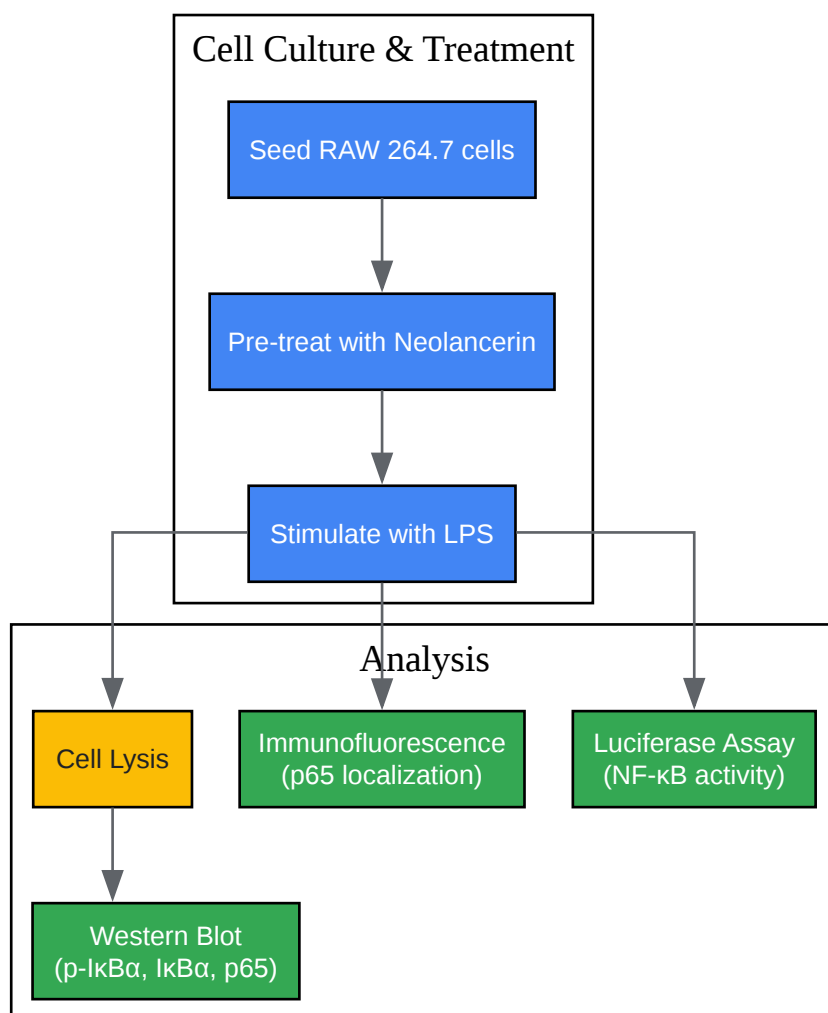 Cell Culture & Treatment
Seed RAW 264.7 cells
Pre-treat with Neolancerin
Stimulate with LPS
Analysis
Cell Lysis
Immunofluorescence
(p65 localization)
Luciferase Assay
(NF-κB activity)
Western Blot
(p-IκBα, IκBα, p65)